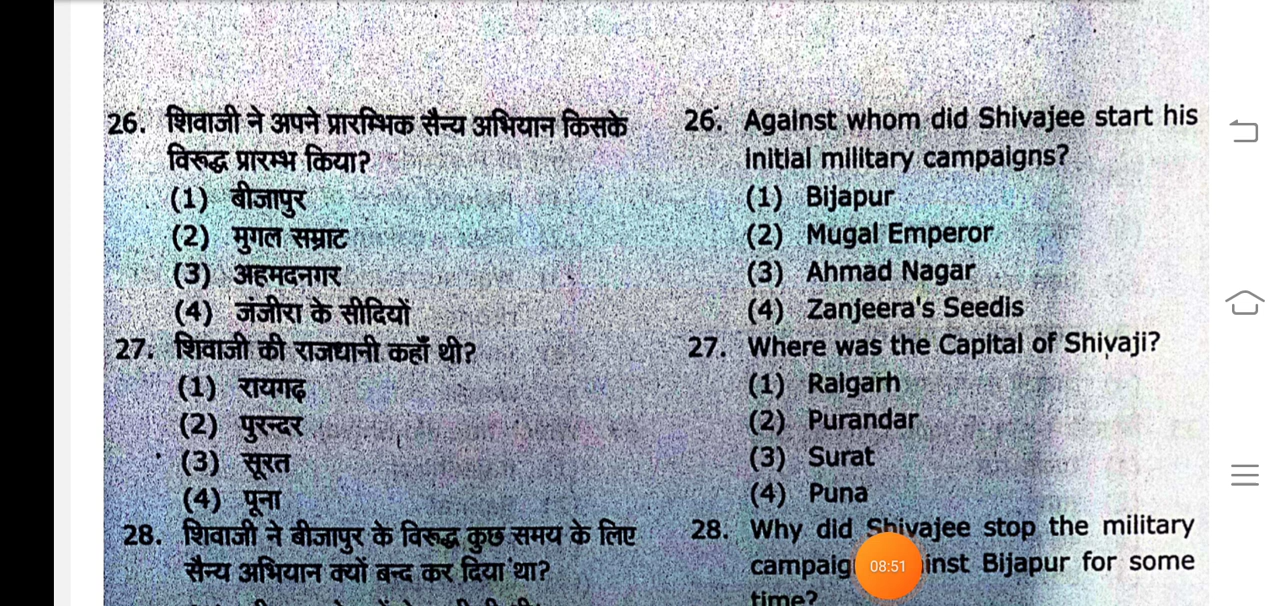 26. शिवाजी ने अपने प्रारम्भिक सैन्य अभियान किसके
विरूद्ध प्रारम्भ किया?
(1) बीजापुर
(2) मुगल सम्राट
(3) अहमदनगर
(4) जंजीरा के सीदियों
27. शिवाजी की राजधानी कहाँ थी?
(1) रायगढ़
(2) पुरन्दर
(3) सूरत
(4) पूना
28. शिवाजी ने बीजापुर के विरूद्ध कुछ समय के लिए
सैन्य अभियान क्यों बन्द कर दिया था?
26. Against whom did Shivajee start his
initial military campaigns?
(1) Bijapur
(2) Mugal Emperor
(3) Ahmad Nagar
(4) Zanjeera's Seedis
27. Where was the Capital of Shivaji?
(1) Raigarh
(2) Purandar
(3) Surat
(4) Puna
28. Why did Shivajee stop the military
campaig inst Bijapur for some
time?
08:51